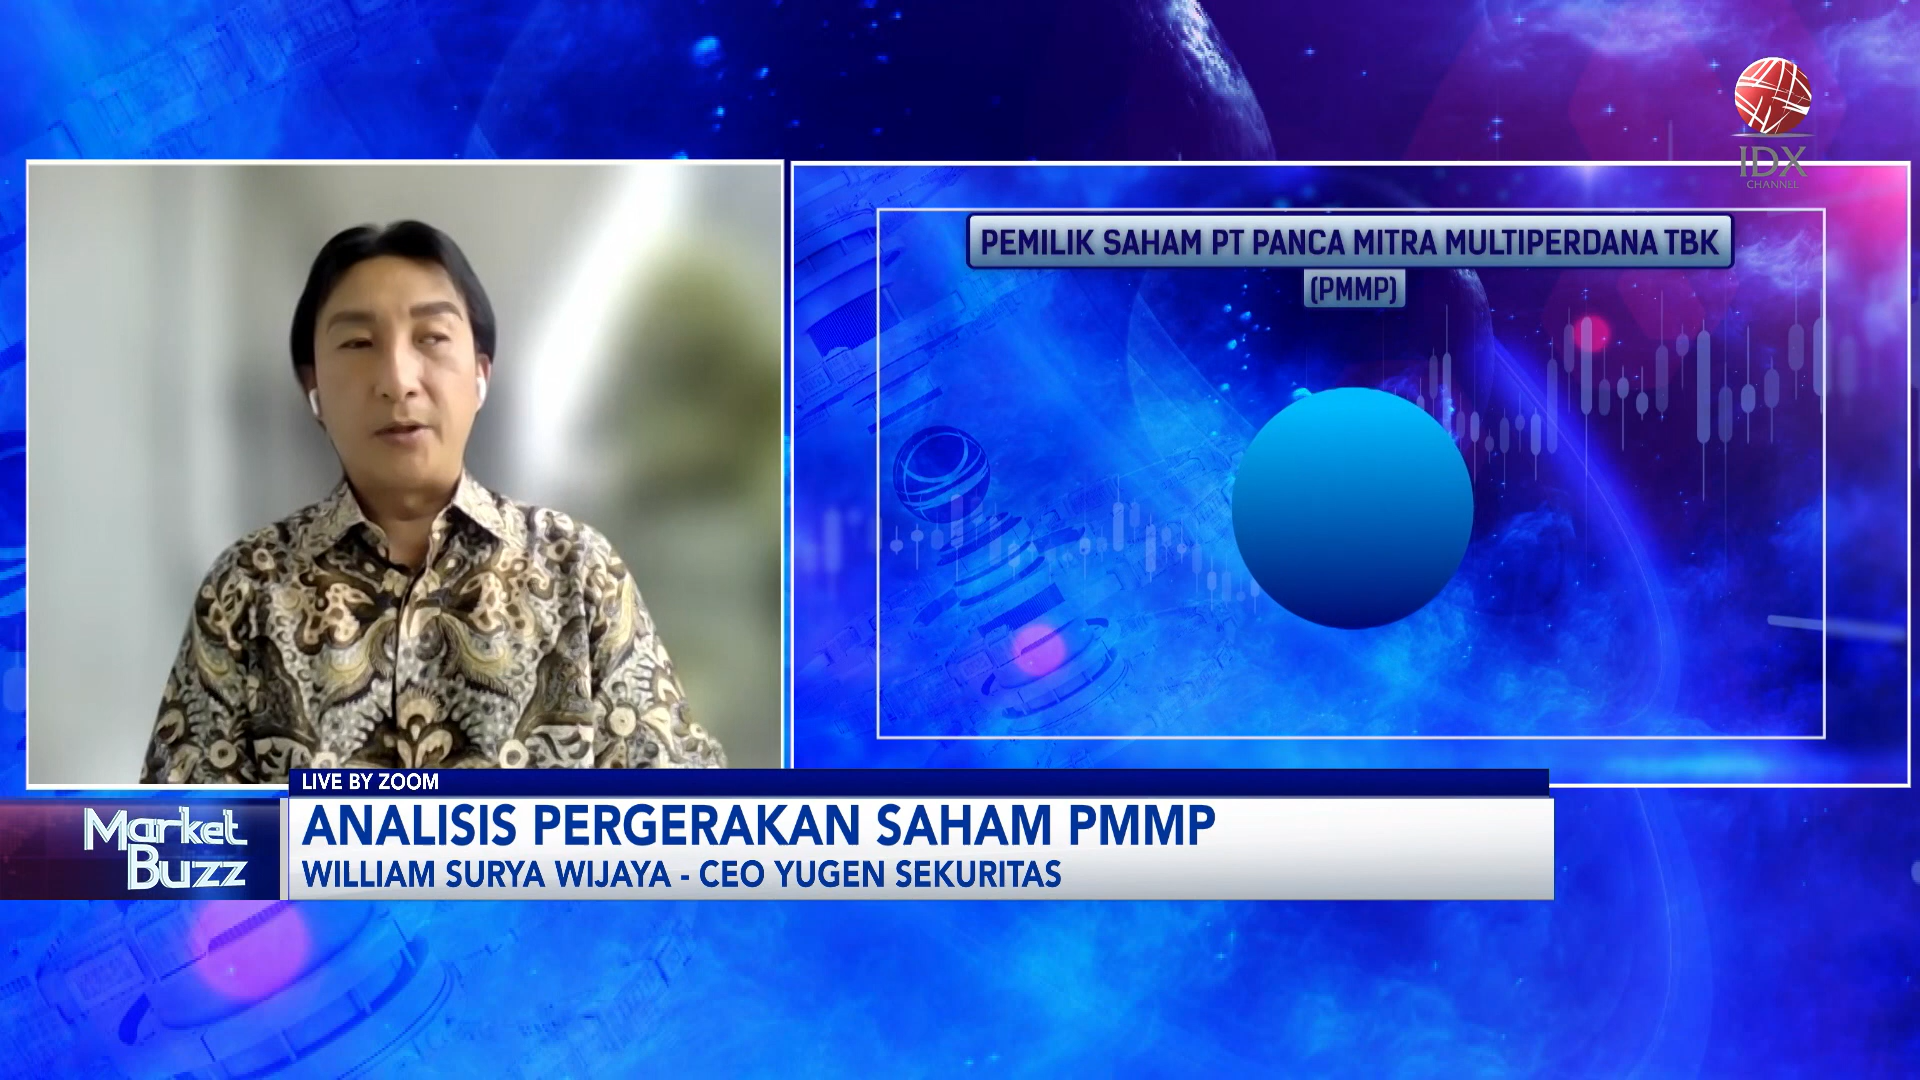 IDX
CHANNEL
PEMILIK SAHAM PT PANCA MITRA MULTIPERDANA TBK
(PMMP)
LIVE BY ZOOM
Market
Buzz
ANALISIS PERGERAKAN SAHAM PMMP
WILLIAM SURYA WIJAYA - CEO YUGEN SEKURITAS